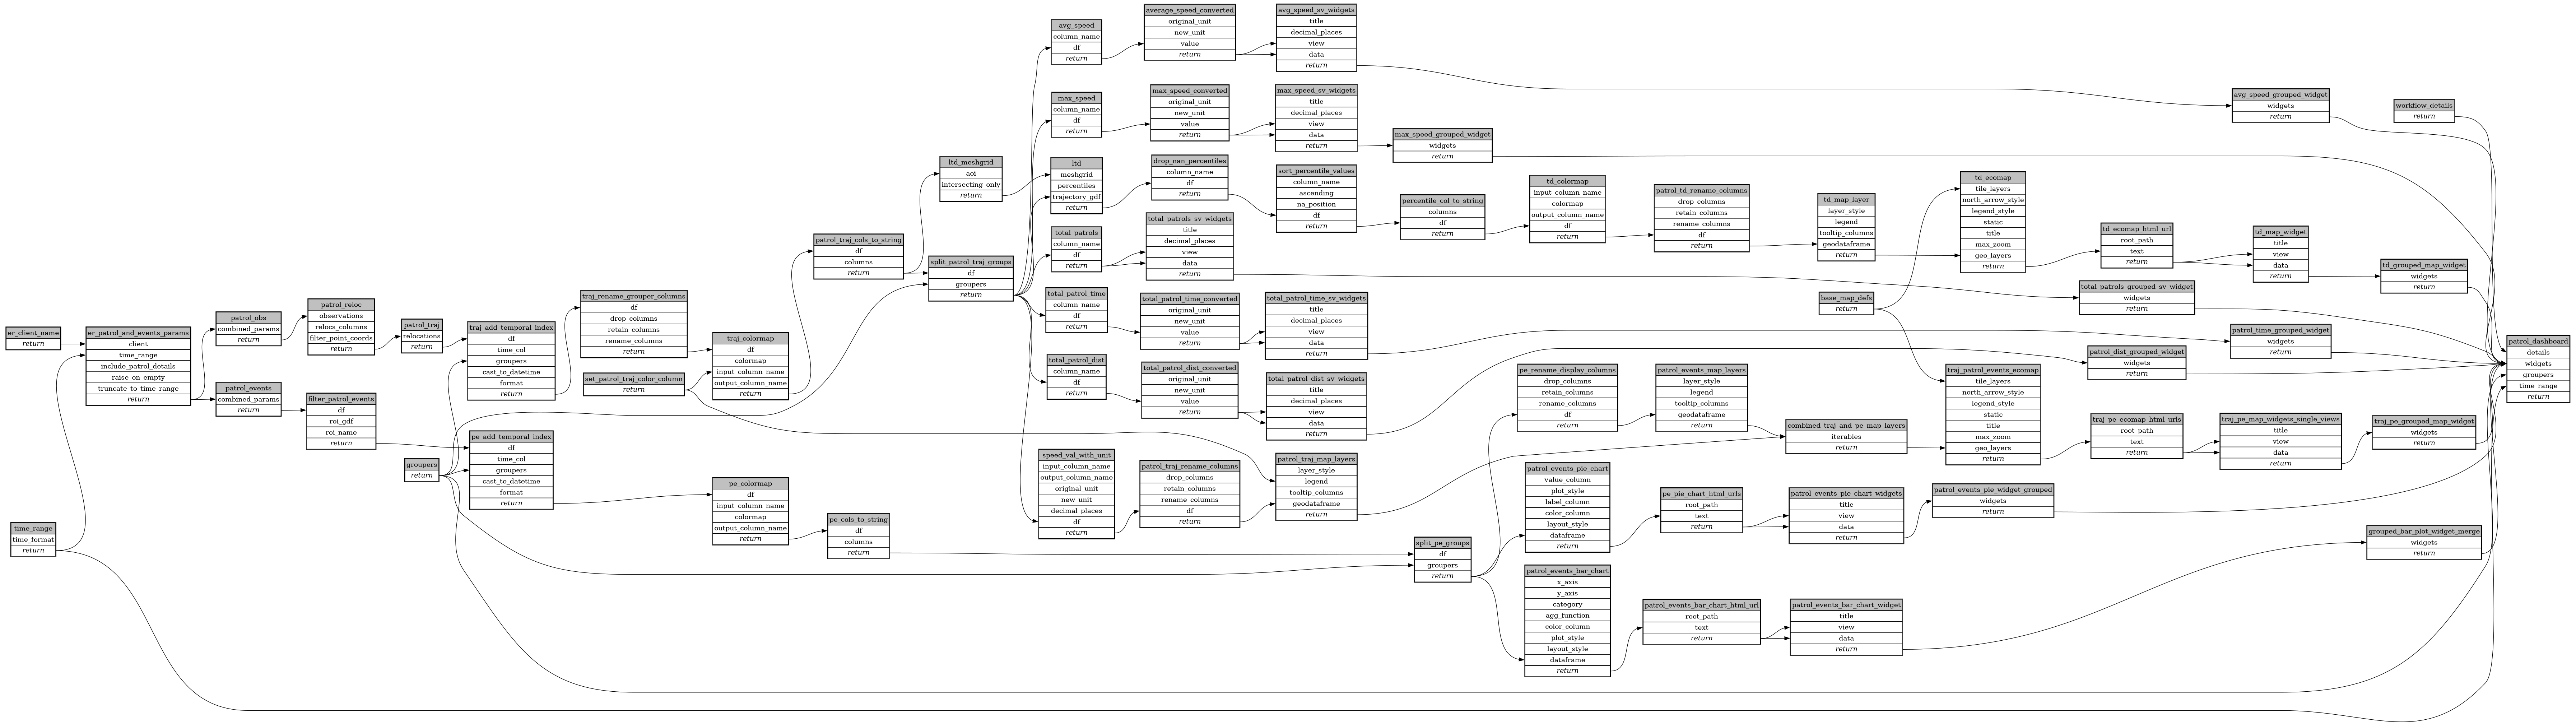 er_client_name
return
time_range
time_format
return
er_patrol_and_events_params
client
time_range
include_patrol_details
raise_on_empty
truncate_to_time_range
return
patrol_obs
combined_params
return
patrol_events
combined_params
return
patrol_reloc
observations
relocs_columns
filter_point_coords
return
filter_patrol_events
df
roi_gdf
roi_name
return
patrol_traj
relocations
return
groupers
return
traj_add_temporal_index
df
time_col
groupers
cast_to_datetime
format
return
pe_add_temporal_index
df
time_col
groupers
cast_to_datetime
format
return
traj_rename_grouper_columns
df
drop_columns
retain_columns
rename_columns
return
set_patrol_traj_color_column
return
traj_colormap
df
colormap
input_column_name
output_column_name
return
pe_colormap
df
input_column_name
colormap
output_column_name
return
patrol_traj_cols_to_string
df
columns
return
pe_cols_to_string
df
columns
return
ltd_meshgrid
aoi
intersecting_only
return
split_patrol_traj_groups
df
groupers
return
avg_speed
column_name
df
return
max_speed
column_name
df
return
ltd
meshgrid
percentiles
trajectory_gdf
return
total_patrols
column_name
df
return
total_patrol_time
column_name
df
return
total_patrol_dist
column_name
df
return
speed_val_with_unit
input_column_name
output_column_name
original_unit
new_unit
decimal_places
df
return
average_speed_converted
original_unit
new_unit
value
return
max_speed_converted
original_unit
new_unit
value
return
drop_nan_percentiles
column_name
df
return
total_patrols_sv_widgets
title
decimal_places
view
data
return
total_patrol_time_converted
original_unit
new_unit
value
return
total_patrol_dist_converted
original_unit
new_unit
value
return
patrol_traj_rename_columns
drop_columns
retain_columns
rename_columns
df
return
avg_speed_sv_widgets
title
decimal_places
view
data
return
max_speed_sv_widgets
title
decimal_places
view
data
return
sort_percentile_values
column_name
ascending
na_position
df
return
total_patrol_time_sv_widgets
title
decimal_places
view
data
return
total_patrol_dist_sv_widgets
title
decimal_places
view
data
return
patrol_traj_map_layers
layer_style
legend
tooltip_columns
geodataframe
return
max_speed_grouped_widget
widgets
return
percentile_col_to_string
columns
df
return
split_pe_groups
df
groupers
return
td_colormap
input_column_name
colormap
output_column_name
df
return
pe_rename_display_columns
drop_columns
retain_columns
rename_columns
df
return
patrol_events_pie_chart
value_column
plot_style
label_column
color_column
layout_style
dataframe
return
patrol_events_bar_chart
x_axis
y_axis
category
agg_function
color_column
plot_style
layout_style
dataframe
return
patrol_td_rename_columns
drop_columns
retain_columns
rename_columns
df
return
patrol_events_map_layers
layer_style
legend
tooltip_columns
geodataframe
return
pe_pie_chart_html_urls
root_path
text
return
patrol_events_bar_chart_html_url
root_path
text
return
td_map_layer
layer_style
legend
tooltip_columns
geodataframe
return
base_map_defs
return
combined_traj_and_pe_map_layers
iterables
return
patrol_events_pie_chart_widgets
title
view
data
return
patrol_events_bar_chart_widget
title
view
data
return
td_ecomap
tile_layers
north_arrow_style
legend_style
static
title
max_zoom
geo_layers
return
traj_patrol_events_ecomap
tile_layers
north_arrow_style
legend_style
static
title
max_zoom
geo_layers
return
patrol_events_pie_widget_grouped
widgets
return
td_ecomap_html_url
root_path
text
return
total_patrols_grouped_sv_widget
widgets
return
patrol_dist_grouped_widget
widgets
return
traj_pe_ecomap_html_urls
root_path
text
return
avg_speed_grouped_widget
widgets
return
td_map_widget
title
view
data
return
patrol_time_grouped_widget
widgets
return
traj_pe_map_widgets_single_views
title
view
data
return
workflow_details
return
td_grouped_map_widget
widgets
return
traj_pe_grouped_map_widget
widgets
return
grouped_bar_plot_widget_merge
widgets
return
patrol_dashboard
details
widgets
groupers
time_range
return